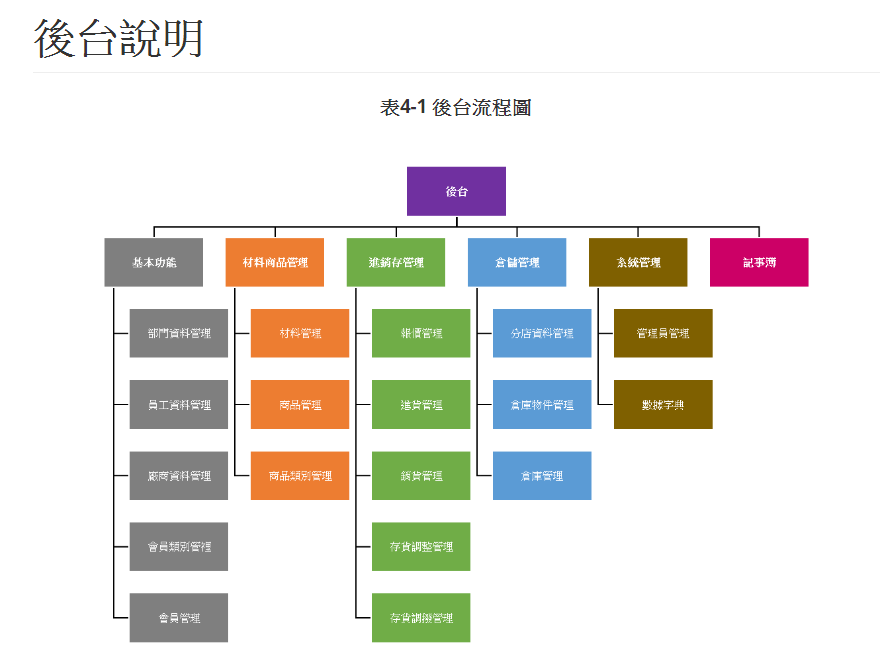 後台說明
表4-1 後台流程圖
後台
基本功能
材料商品管理
進銷存管理
倉儲管理
系統管理
記事簿
部門資料管理
材料管理
報價管理
分店資料管理
管理員管理
員工資料管理
商品管理
進貨管理
倉庫物件管理
數據字典
廠商資料管理
商品類別管理
銷貨管理
倉庫管理
會員類別管裡
存貨調整管理
會員管理
存貨調撥管理